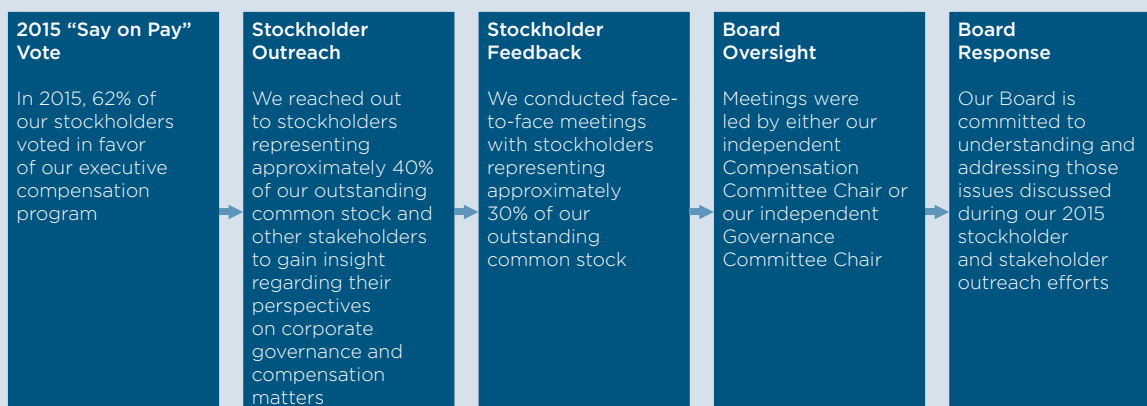 2015 “Say on Pay”
Vote
In 2015, 62% of
our stockholders
voted in favor
of our executive
compensation
program
Stockholder
Outreach
We reached out
to stockholders
representing
approximately 40%
of our outstanding
common stock and
other stakeholders
to gain insight
regarding their
perspectives
on corporate
governance and
compensation
matters
Stockholder
Feedback
We conducted face-
to-face meetings
with stockholders
representing
approximately
30% of our
outstanding
common stock
Board
Oversight
Meetings were
led by either our
independent
Compensation
Committee Chair or
our independent
Governance
Committee Chair
Board
Response
Our Board is
committed to
understanding and
addressing those
issues discussed
during our 2015
stockholder
and stakeholder
outreach efforts